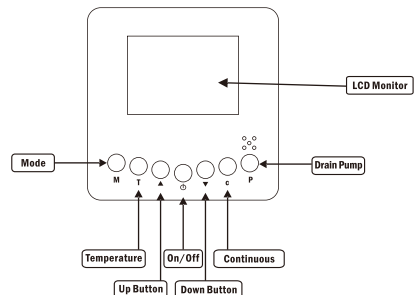 LCD Monitor
Mode
Drain Pump
M T c P
Temperature On/Off Continuous
Up Button Down Button